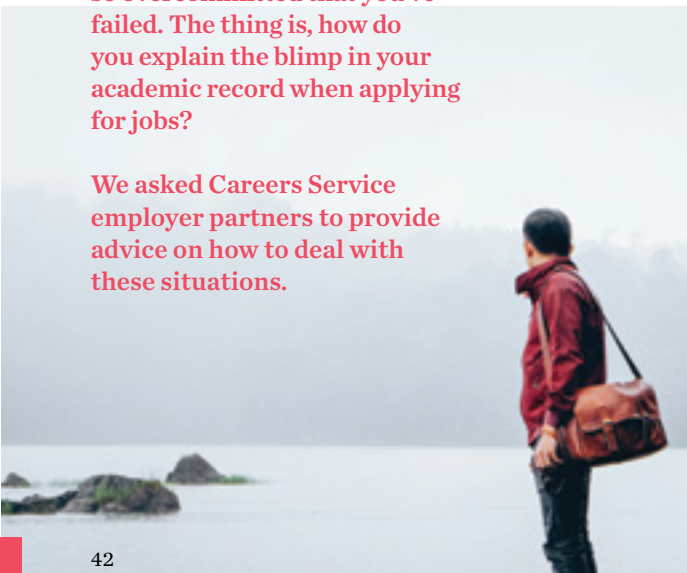 failed. The thing is, how do
you explain the blimp in your
academic record when applying
for jobs?
We asked Careers Service
employer partners to provide
advice on how to deal with
these situations.
42